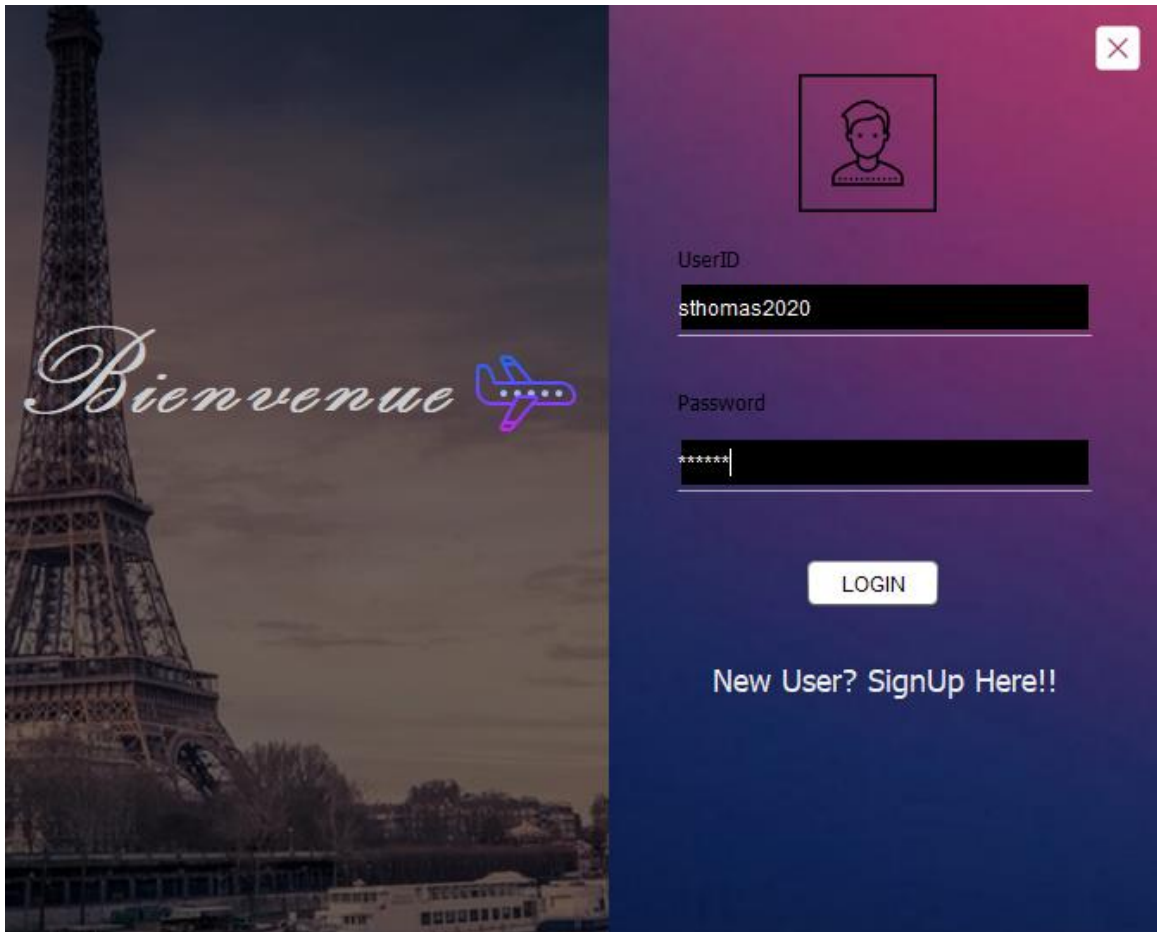 Bienvenue
UserID
sthomas2020
Password
******
LOGIN
New User? SignUp Here!!